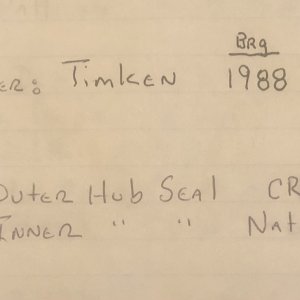 Brg
er: Timken 1988
Outer Hub Seal CR
Inner " " Nat